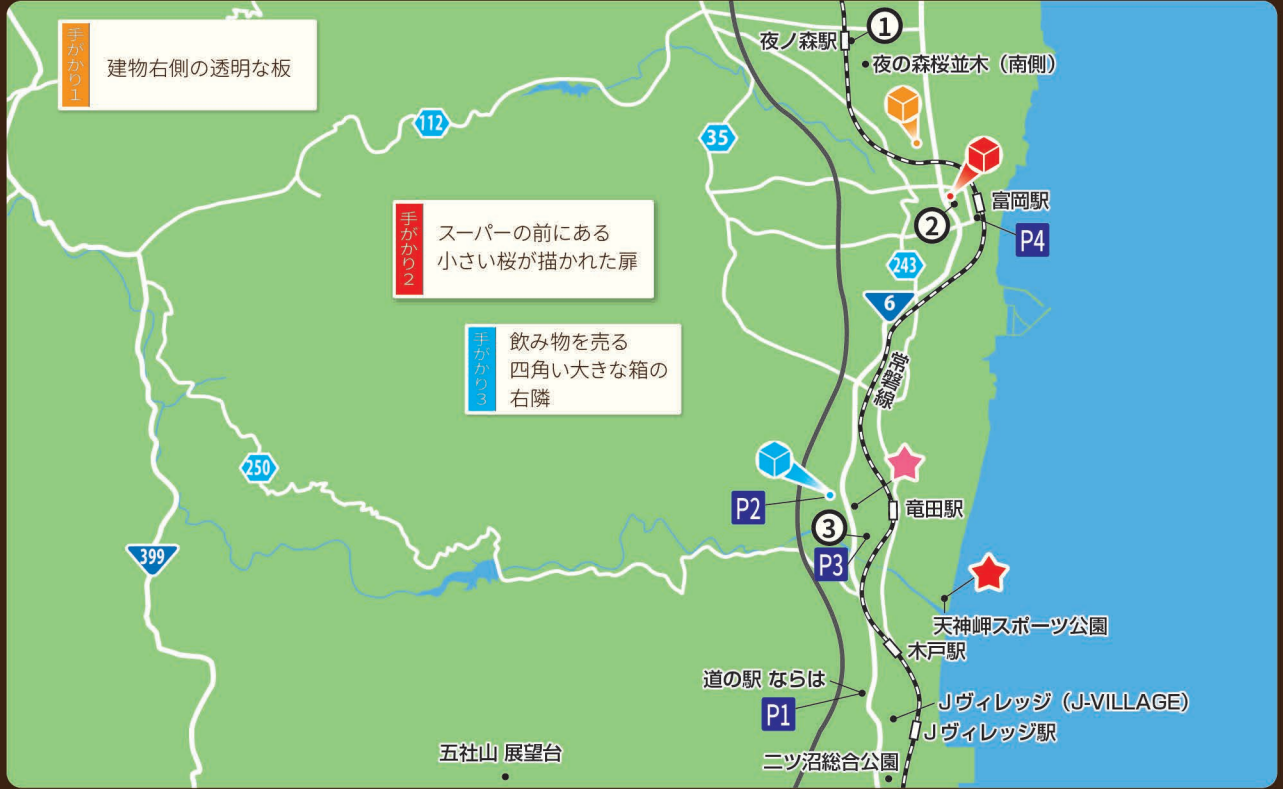 手がかり1
建物右側の透明な板
手がかり2
スーパーの前にある
小さい桜が描かれた扉
手がかり3
飲み物を売る
四角い大きな箱の
右隣
1
夜ノ森駅
夜の森桜並木（南側）
112
35
富岡駅
2
P4
243
6
常磐線
250
P2
竜田駅
3
399
P3
天神岬スポーツ公園
木戸駅
道の駅 ならは
P1
Jヴィレッジ（J-VILLAGE）
Jヴィレッジ駅
五社山 展望台
二ツ沼総合公園